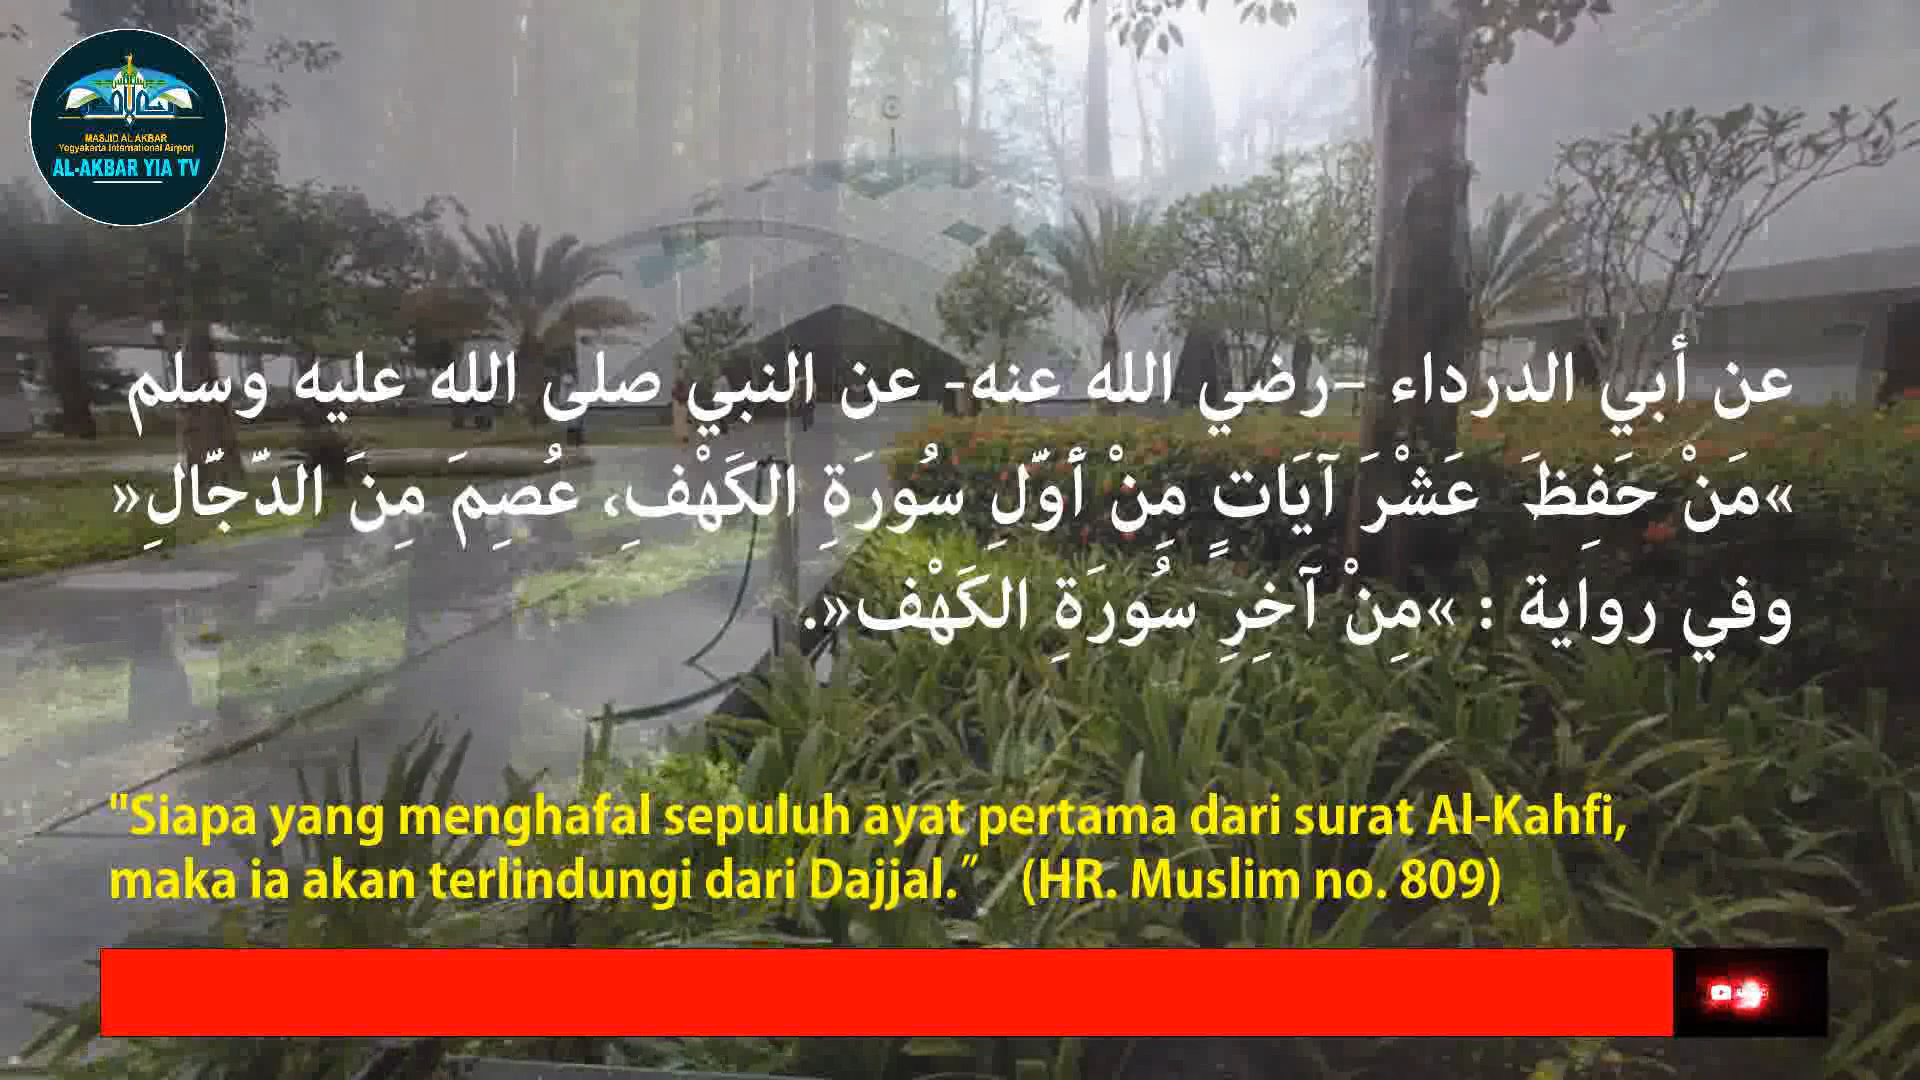 MASJID AL AKBAR
Yogyakarta International Airport
AL-AKBAR YIA TV
عن أبي الدرداء –رضي الله عنه- عن النبي صلى الله عليه وسلم
»مَنْ حَفِظَ عَشْرَ آيَاتٍ مِنْ أوّلِ سُورَةِ الكَهْفِ، عُصِمَ مِنَ الدّجّالِ«
وفي رواية : »مِنْ آخِرِ سُورَةِ الكَهْف«.
"Siapa yang menghafal sepuluh ayat pertama dari surat Al-Kahfi,
maka ia akan terlindungi dari Dajjal.” (HR. Muslim no. 809)